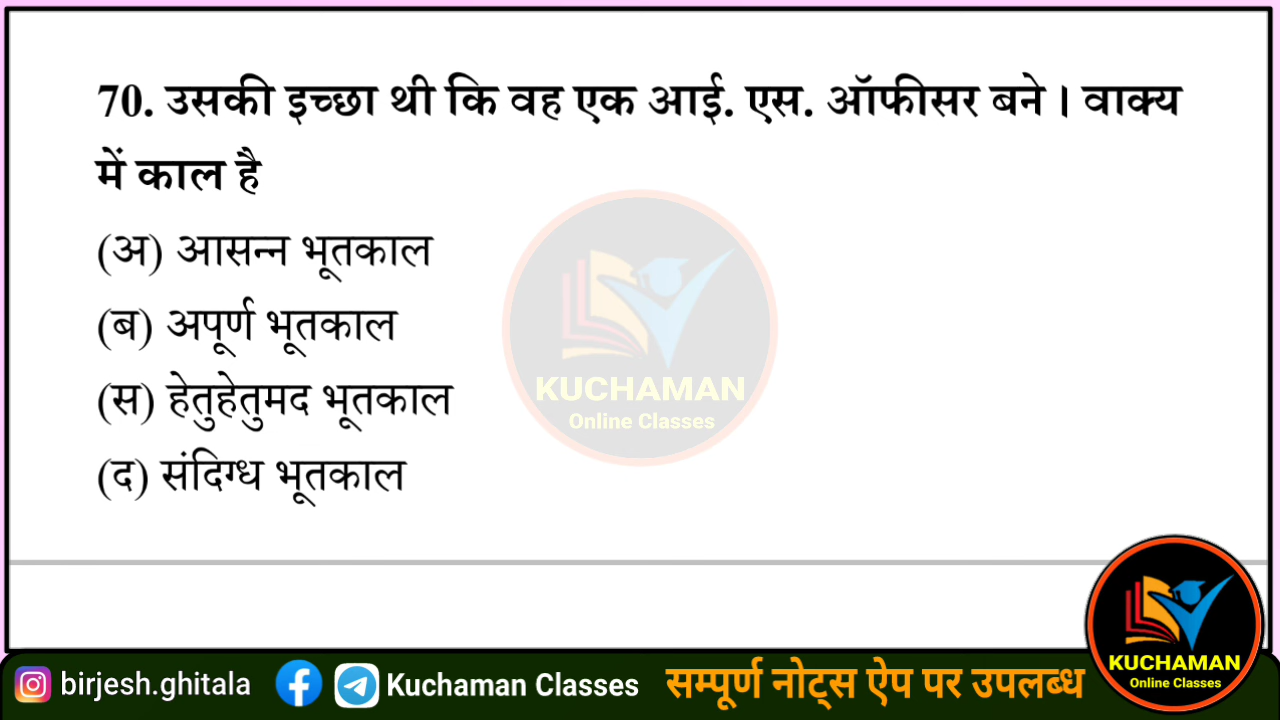 70. उसकी इच्छा थी कि वह एक आई. एस. ऑफीसर बने। वाक्य
में काल है
(अ) आसन्न भूतकाल
(ब) अपूर्ण भूतकाल
(स) हेतुहेतुमद भूतकाल
(द) संदिग्ध भूतकाल
KUCHAMAN
Online Classes
KUCHAMAN
Online Classes
birjesh.ghitala Kuchaman Classes सम्पूर्ण नोट्स ऐप पर उपलब्ध